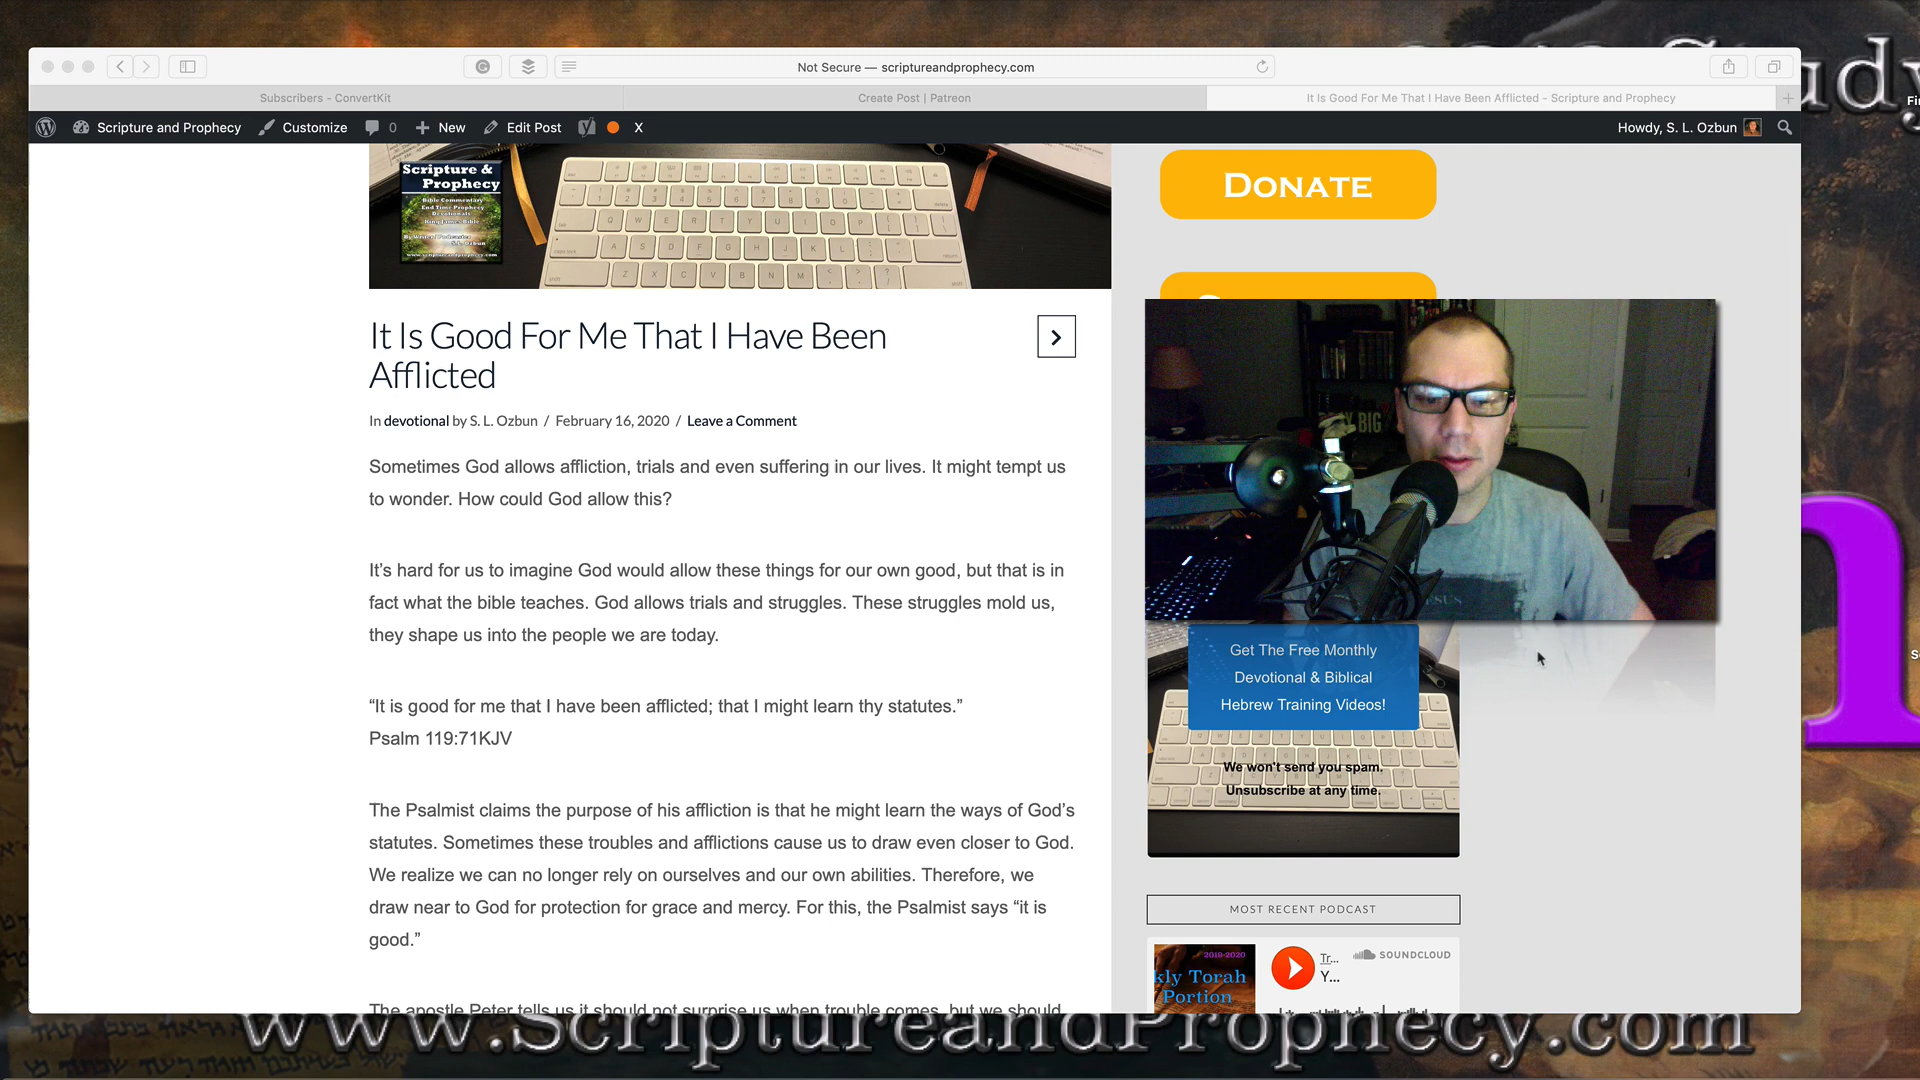 Not Secure — scriptureandprophecy.com
Subscribers - ConvertKit
Create Post | Patreon
It Is Good For Me That I Have Been Afflicted - Scripture and Prophecy
Scripture and Prophecy
Customize
0
New
Edit Post
X
Howdy, S. L. Ozbun
Scripture &
Prophecy
Bible Commentary
End Time Prophecy
Devotionals
King James Bible
S.L. Ozbun
www.scriptureandprophecy.com
DONATE
It Is Good For Me That I Have Been
Afflicted
In devotional by S. L. Ozbun / February 16, 2020 / Leave a Comment
Sometimes God allows affliction, trials and even suffering in our lives. It might tempt us
to wonder. How could God allow this?
It’s hard for us to imagine God would allow these things for our own good, but that is in
fact what the bible teaches. God allows trials and struggles. These struggles mold us,
they shape us into the people we are today.
“It is good for me that I have been afflicted; that I might learn thy statutes.”
Psalm 119:71KJV
The Psalmist claims the purpose of his affliction is that he might learn the ways of God’s
statutes. Sometimes these troubles and afflictions cause us to draw even closer to God.
We realize we can no longer rely on ourselves and our own abilities. Therefore, we
draw near to God for protection for grace and mercy. For this, the Psalmist says “it is
good.”
The apostle Peter tells us it should not surprise us when trouble comes, but we should
BIG
ESUS
Get The Free Monthly
Devotional & Biblical
Hebrew Training Videos!
We won't send you spam.
Unsubscribe at any time.
MOST RECENT PODCAST
2019-2020
kly Torah
Portion
Tr...
Y...
SOUNDCLOUD
udy
Fi
S
www.ScriptureandProphecy.com